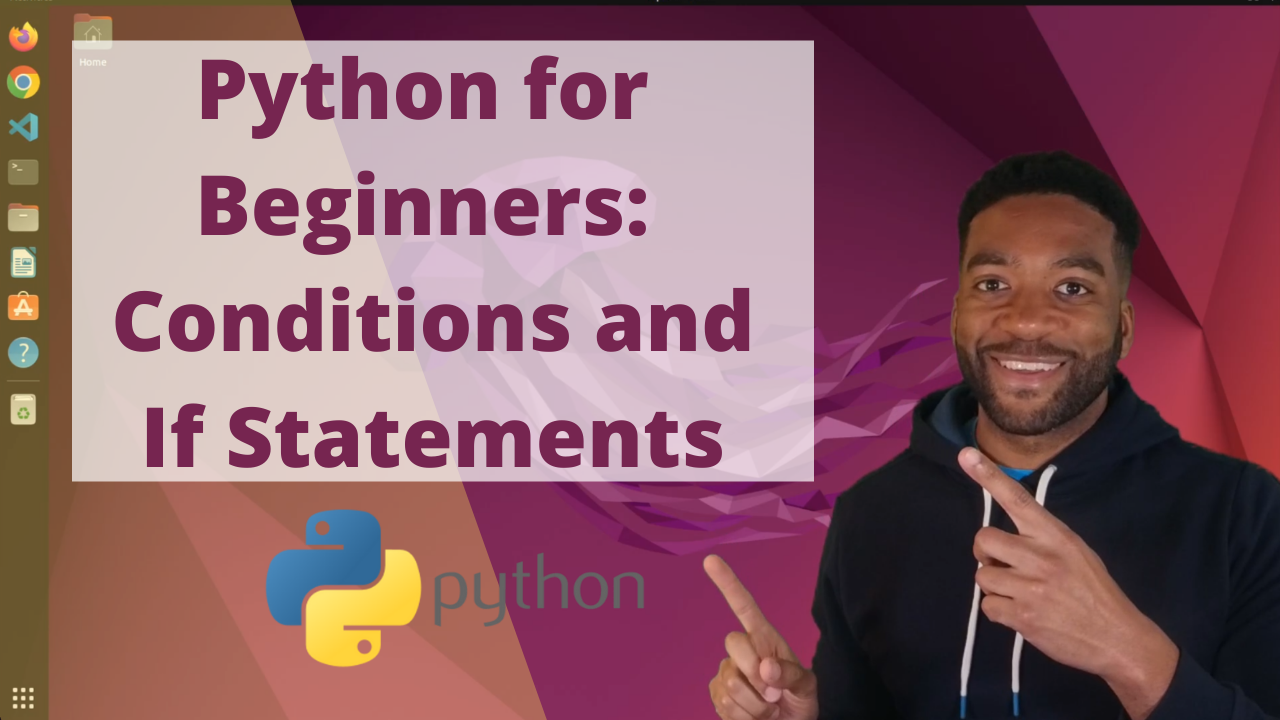 Home
Python for
Beginners:
Conditions and
If Statements
python